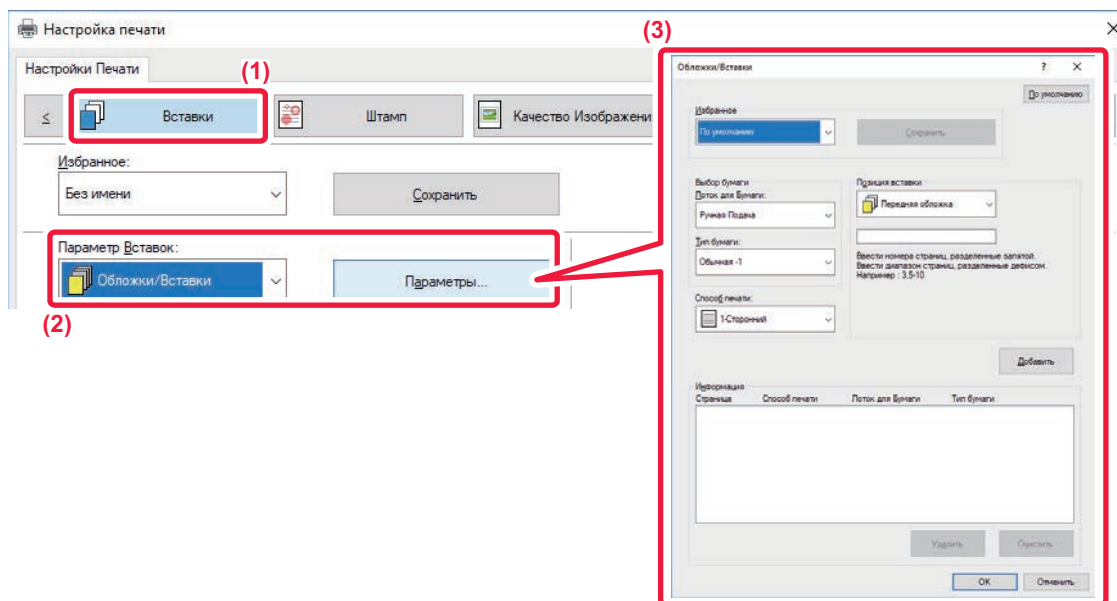 Настройка печати
Настройки Печати
(1)
<
Вставки
Штамп
Качество Изображени
Избранное:
Без имени
Сохранить
Параметр Вставок:
Обложки/Вставки
Параметры...
(2)
(3)
Обложки/Вставки
?
По умолчанию
Избранное
По умолчанию
Сохранить
Выбор бумаги
Лоток для Бумаги:
Ручная Подача
Тип бумаги:
Обычная -1
Способ печати:
1-Сторонний
Позиция вставки
Передняя обложка
Ввести номера страниц, разделенные запятой.
Ввести диапазон страниц, разделенные дефисом.
Например : 3,5-10
Добавить
Информация
Страница Способ печати Лоток для Бумаги Тип бумаги
Удалить Очистить
OK Отменить